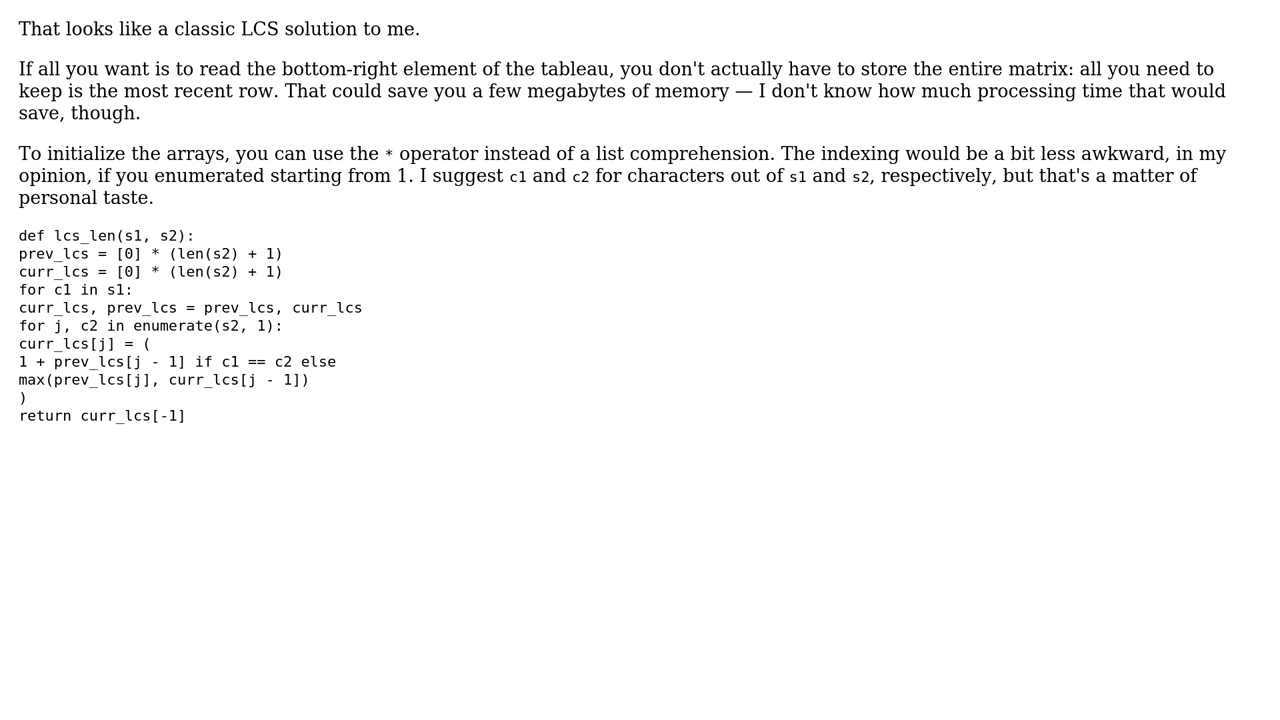 That looks like a classic LCS solution to me.
If all you want is to read the bottom-right element of the tableau, you don't actually have to store the entire matrix: all you need to
keep is the most recent row. That could save you a few megabytes of memory — I don't know how much processing time that would
save, though.
To initialize the arrays, you can use the * operator instead of a list comprehension. The indexing would be a bit less awkward, in my
opinion, if you enumerated starting from 1. I suggest c1 and c2 for characters out of s1 and s2, respectively, but that's a matter of
personal taste.
def lcs_len(s1, s2):
prev_lcs = [0] * (len(s2) + 1)
curr_lcs = [0] * (len(s2) + 1)
for c1 in s1:
curr_lcs, prev_lcs = prev_lcs, curr_lcs
for j, c2 in enumerate(s2, 1):
curr_lcs[j] = (
1 + prev_lcs[j - 1] if c1 == c2 else
max(prev_lcs[j], curr_lcs[j - 1])
)
return curr_lcs[-1]